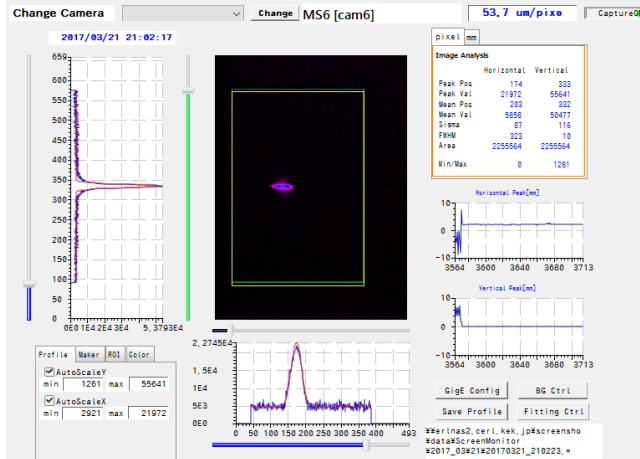 Change Camera
Change
MS6 [cam6]
53.7 um/pixe
Capture
2017/03/21 21:02:17
650
600
550
500
450
400
350
300
250
200
150
100
50
0
0E0 1E4 2E4 3E4 5.3793E4
pixel mm
Image Analysis
Horizontal Vertical
Peak Pos 174 333
Peak Val 21972 55641
Mean Pos 203 332
Mean Val 5858 50477
Sigma 87 116
FWHM 323 10
Area 2255564 2255564
Min/Max 0 1281
Horizontal Peak[mm]
10
0
-10
3564 3600 3640 3680 3713
Vertical Peak[mm]
10
0
-10
3564 3600 3640 3680 3713
Profile Maker ROI Color
AutoScaleY
min 1261 max 55641
AutoScaleX
min 2921 max 21972
2.2745E4
1.5E4
1E4
5E3
0E0
0 50 100 150 200 250 300 350 400 493
GigE Config BG Ctrl
Save Profile Fitting Ctrl
¥¥erlnas2.cerl.kek.jp¥screensho
¥data¥ScreenMonitor
¥2017_03¥21¥20170321_210223.*